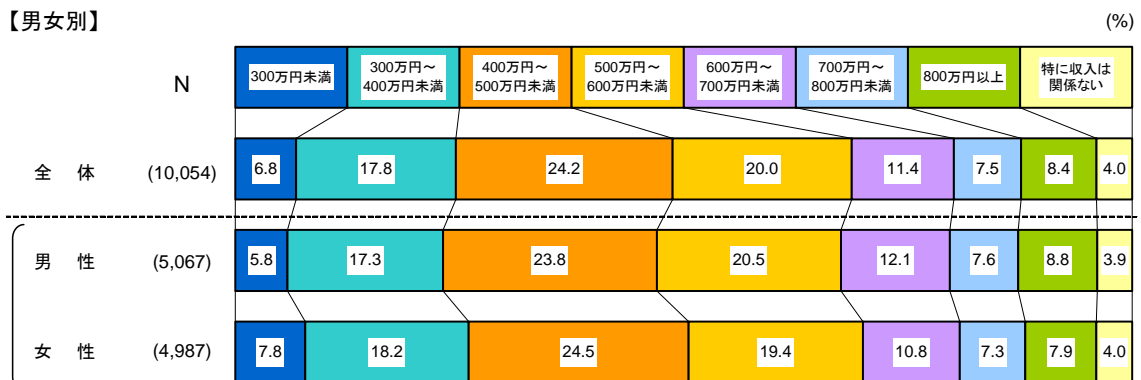 【男女別】
(%)
N
300万円未満
300万円～
400万円未満
400万円～
500万円未満
500万円～
600万円未満
600万円～
700万円未満
700万円～
800万円未満
800万円以上
特に収入は
関係ない
全 体 (10,054) 6.8 17.8 24.2 20.0 11.4 7.5 8.4 4.0
男 性 (5,067) 5.8 17.3 23.8 20.5 12.1 7.6 8.8 3.9
女 性 (4,987) 7.8 18.2 24.5 19.4 10.8 7.3 7.9 4.0